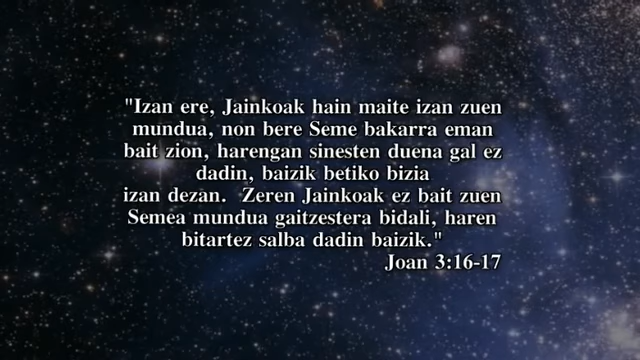 "Izan ere, Jainkoak hain maite izan zuen
mundua, non bere Seme bakarra eman
bait zion, harengan sinesten duena gal ez
dadin, baizik betiko bizia
izan dezan.  Zeren Jainkoak ez bait zuen
Semea mundua gaitzestera bidali, haren
bitartez salba dadin baizik."
Joan 3:16-17